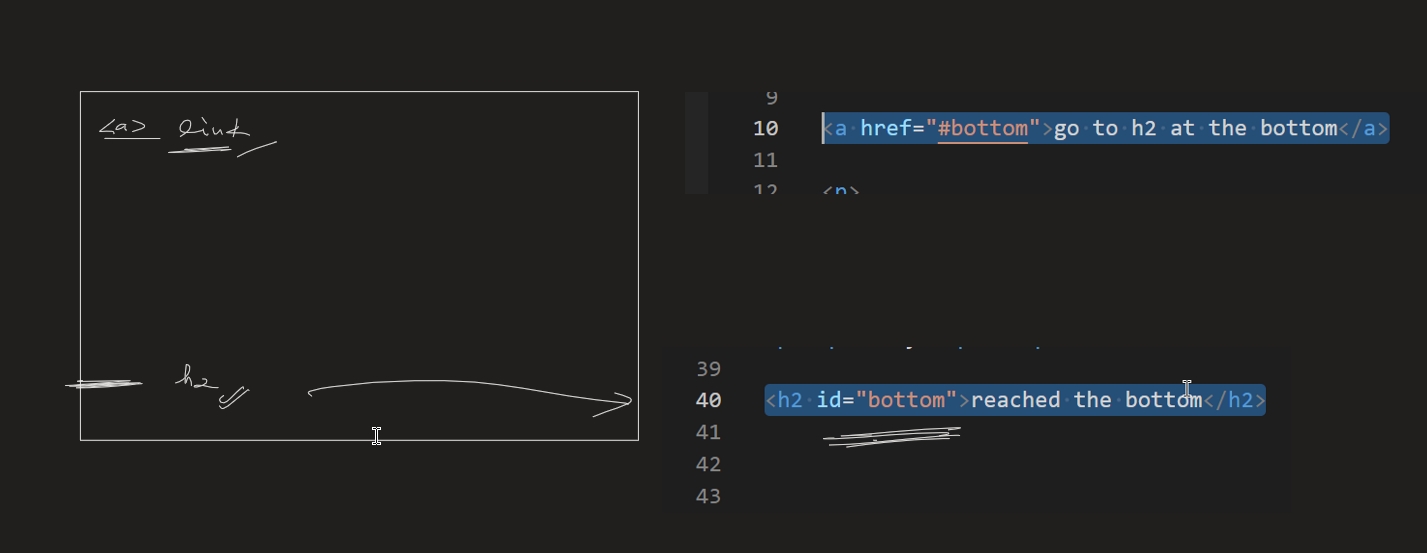 <a> link
h2
9
10 <a href="#bottom">go to h2 at the bottom</a>
11
12 <p>
39
40 <h2 id="bottom">reached the bottom</h2>
41
42
43